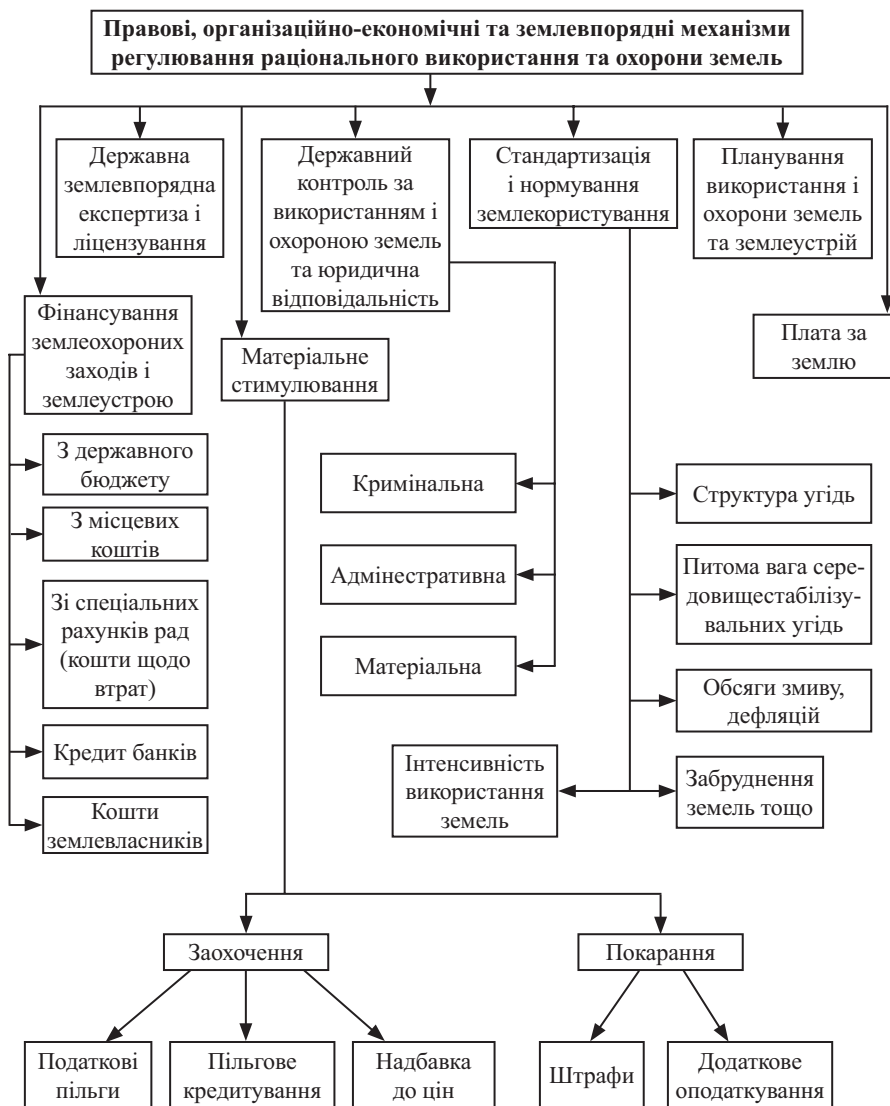 Правові, організаційно-економічні та землевпорядні механізми
регулювання раціонального використання та охорони земель
Державна
землевпорядна
експертиза і
ліцензування
Державний
контроль за
використанням і
охороною земель
та юридична
відповідальність
Стандартизація
і нормування
землекористування
Планування
використання і
охорони земель
та землеустрій
Фінансування
землеохороних
заходів і
землеустрою
Матеріальне
стимулювання
Плата за
землю
З державного
бюджету
З місцевих
коштів
Зі спеціальних
рахунків рад
(кошти щодо
втрат)
Кредит банків
Кошти
землевласників
Кримінальна
Адмінестративна
Матеріальна
Структура угідь
Питома вага сере-
довищестабілізу-
вальних угідь
Обсяги змиву,
дефляцій
Інтенсивність
використання
земель
Забруднення
земель тощо
Заохочення
Покарання
Податкові
пільги
Пільгове
кредитування
Надбавка
до цін
Штрафи
Додаткове
оподаткування